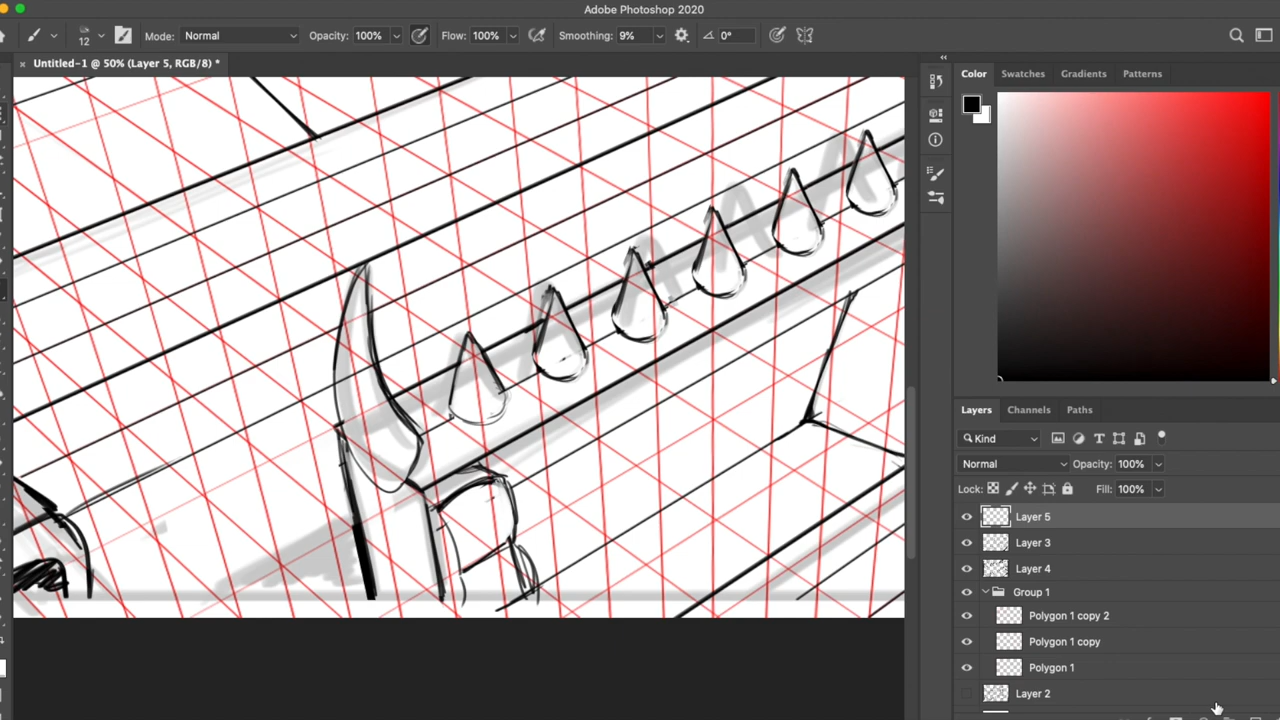 Adobe Photoshop 2020
12 Mode: Normal Opacity: 100% Flow: 100% Smoothing: 9% 0°
× Untitled-1 @ 50% (Layer 5, RGB/8) *
Color Swatches Gradients Patterns
Layers Channels Paths
Kind
Normal Opacity: 100%
Lock: Fill: 100%
Layer 5
Layer 3
Layer 4
Group 1
Polygon 1 copy 2
Polygon 1 copy
Polygon 1
Layer 2